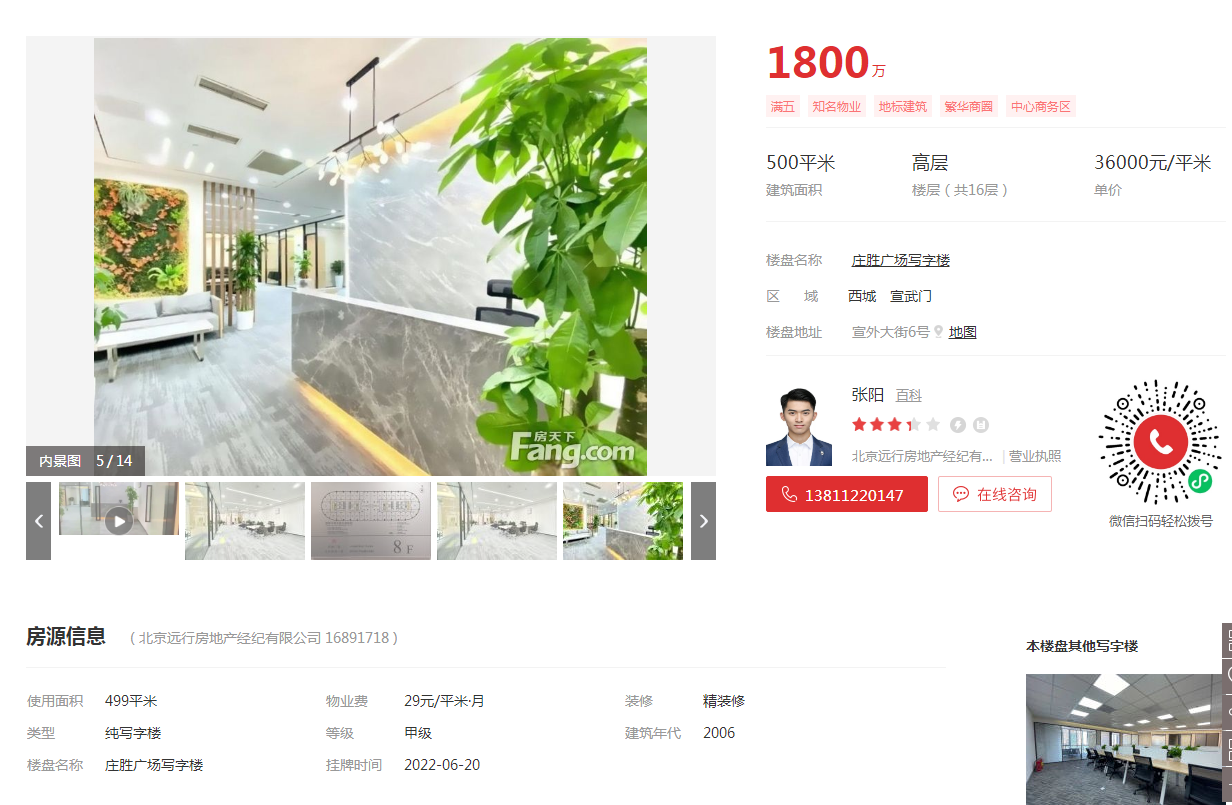 1800万
满五 知名物业 地标建筑 繁华商圈 中心商务区
500平米 高层 36000元/平米
建筑面积 楼层（共16层） 单价
楼盘名称 庄胜广场写字楼
区 域 西城 宣武门
楼盘地址 宣外大街6号 地图
张阳 百科
北京远行房地产经纪有... 营业执照
13811220147 在线咨询
微信扫码轻松拨号
房天下
Fang.com
内景图 5/14
8F
房源信息 （北京远行房地产经纪有限公司 16891718）
本楼盘其他写字楼
使用面积 499平米 物业费 29元/平米·月 装修 精装修
类型 纯写字楼 等级 甲级 建筑年代 2006
楼盘名称 庄胜广场写字楼 挂牌时间 2022-06-20